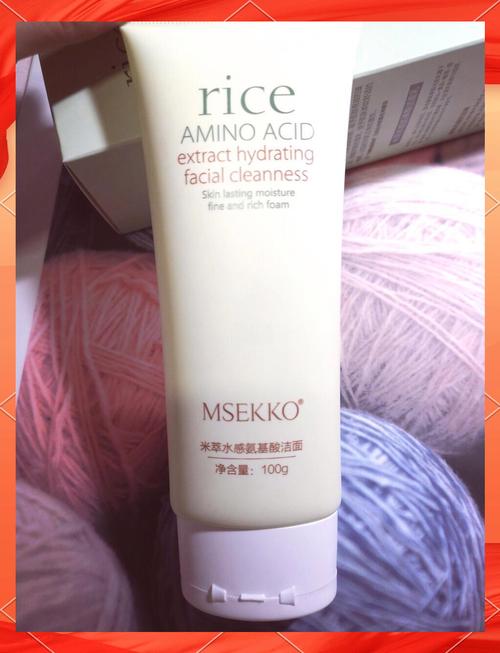 rice
AMINO ACID
extract hydrating
facial cleanness
Skin lasting moisture
fine and rich foam
MSEKKO®
米萃水感氨基酸洁面
净含量：100g